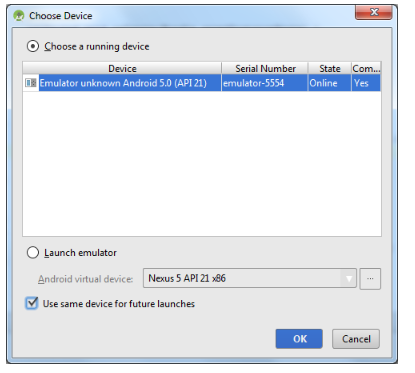 Choose Device
Choose a running device
Device Serial Number State Com...
Emulator unknown Android 5.0 (API 21) emulator-5554 Online Yes
Launch emulator
Android virtual device: Nexus 5 API 21 x86 ...
Use same device for future launches
OK Cancel